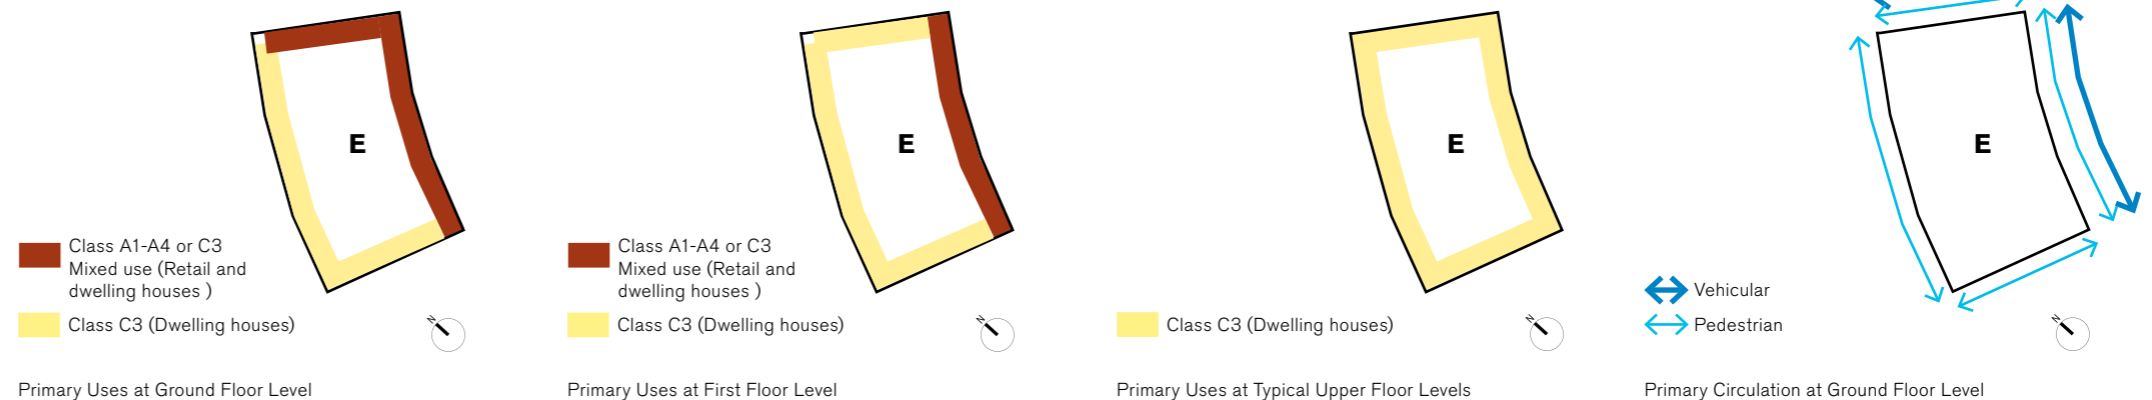 E
Class A1-A4 or C3
Mixed use (Retail and
dwelling houses )
Class C3 (Dwelling houses)
N
Primary Uses at Ground Floor Level
E
Class A1-A4 or C3
Mixed use (Retail and
dwelling houses )
Class C3 (Dwelling houses)
N
Primary Uses at First Floor Level
E
Class C3 (Dwelling houses)
N
Primary Uses at Typical Upper Floor Levels
E
Vehicular
Pedestrian
N
Primary Circulation at Ground Floor Level